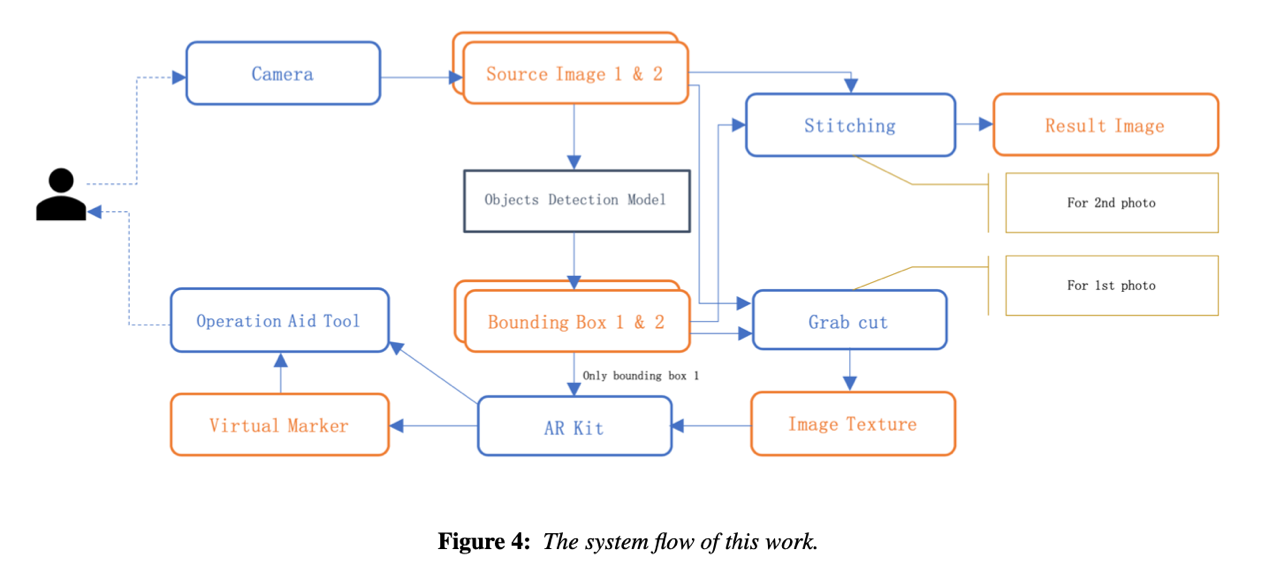 Camera
Source Image 1 & 2
Stitching
Result Image
Objects Detection Model
For 2nd photo
For 1st photo
Operation Aid Tool
Bounding Box 1 & 2
Grab cut
Only bounding box 1
Virtual Marker
AR Kit
Image Texture
Figure 4: The system flow of this work.